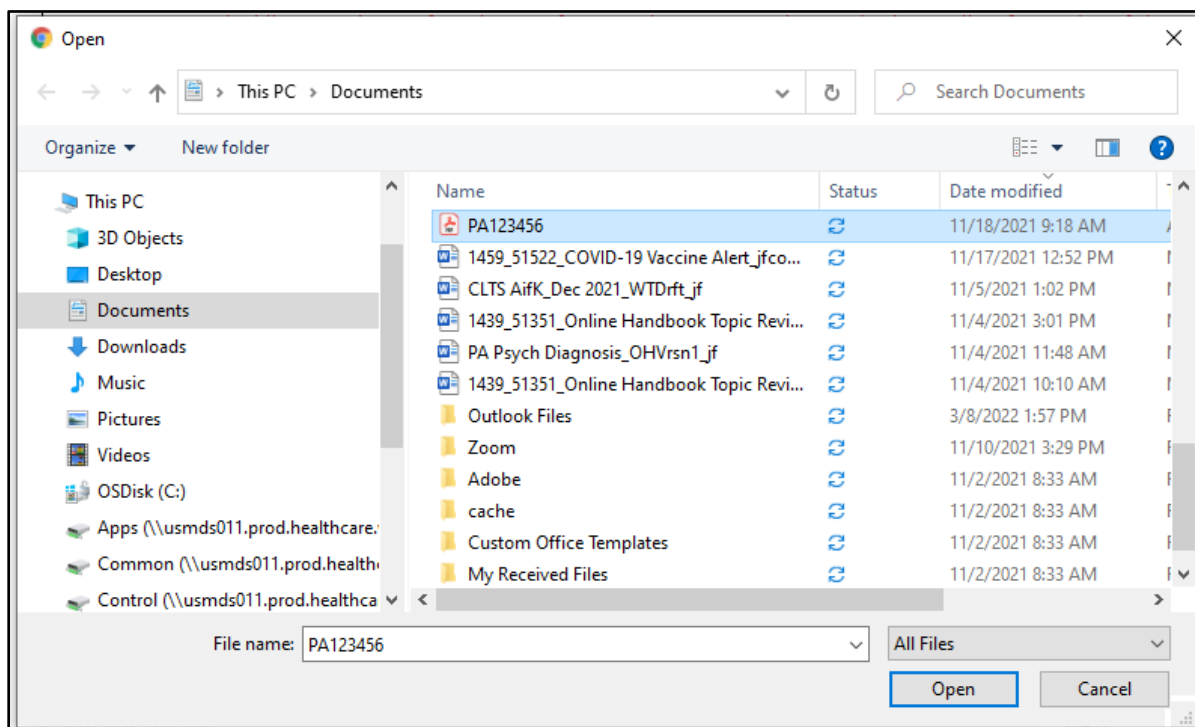 Open
This PC > Documents
Search Documents
Organize
New folder
?
This PC
3D Objects
Desktop
Documents
Downloads
Music
Pictures
Videos
OSDisk (C:)
Apps (\\usmds011.prod.healthcare.
Common (\\usmds011.prod.health
Control (\\usmds011.prod.healthca
Name Status Date modified
PA123456 11/18/2021 9:18 AM
1459_51522_COVID-19 Vaccine Alert_jfco... 11/17/2021 12:52 PM
CLTS AifK_Dec 2021_WTDrft_jf 11/5/2021 1:02 PM
1439_51351_Online Handbook Topic Revi... 11/4/2021 3:01 PM
PA Psych Diagnosis_OHVrsn1_jf 11/4/2021 11:48 AM
1439_51351_Online Handbook Topic Revi... 11/4/2021 10:10 AM
Outlook Files 3/8/2022 1:57 PM
Zoom 11/10/2021 3:29 PM
Adobe 11/2/2021 8:33 AM
cache 11/2/2021 8:33 AM
Custom Office Templates 11/2/2021 8:33 AM
My Received Files 11/2/2021 8:33 AM
File name: PA123456 All Files
Open Cancel